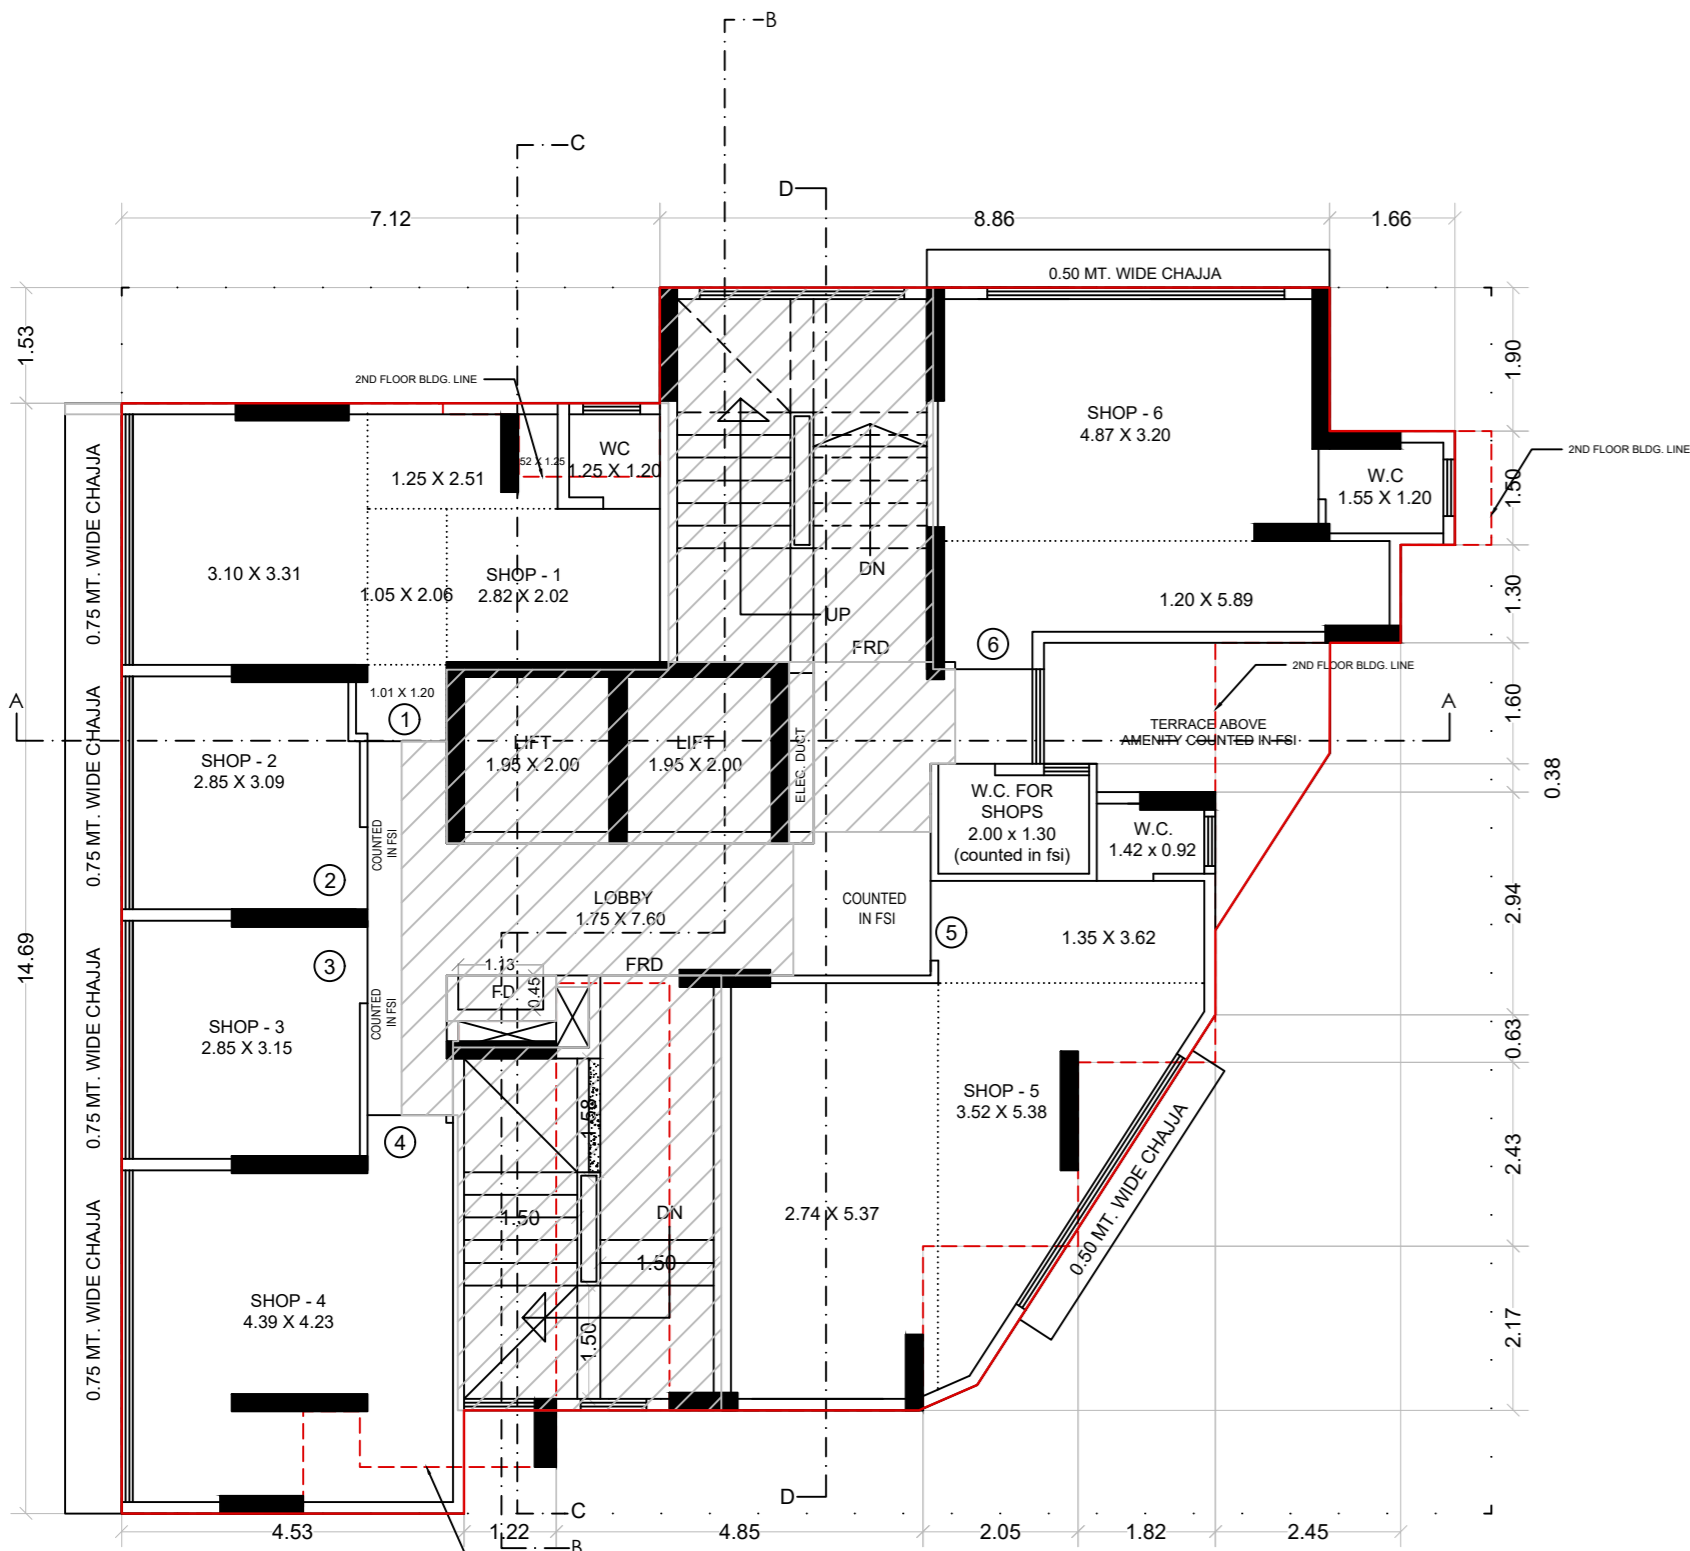 B
C
D
7.12
8.86
1.66
0.50 MT. WIDE CHAJJA
1.53
1.90
2ND FLOOR BLDG. LINE
SHOP - 6
4.87 X 3.20
2ND FLOOR BLDG. LINE
WC
1.25 X 1.20
52 X 1.25
1.25 X 2.51
W.C
1.55 X 1.20
1.50
0.75 MT. WIDE CHAJJA
3.10 X 3.31
1.05 X 2.06
SHOP - 1
2.82 X 2.02
DN
UP
FRD
1.20 X 5.89
1.30
6
2ND FLOOR BLDG. LINE
1.01 X 1.20
1
A
A
TERRACE ABOVE
AMENITY COUNTED IN FSI
1.60
0.75 MT. WIDE CHAJJA
SHOP - 2
2.85 X 3.09
LIFT
1.95 X 2.00
LIFT
1.95 X 2.00
ELEC. DUCT
0.38
W.C. FOR
SHOPS
2.00 x 1.30
(counted in fsi)
W.C.
1.42 x 0.92
COUNTED
IN FSI
2
LOBBY
1.75 X 7.60
COUNTED
IN FSI
2.94
14.69
5
1.35 X 3.62
3
1.13
FD
0.45
FRD
0.75 MT. WIDE CHAJJA
COUNTED
IN FSI
SHOP - 3
2.85 X 3.15
0.63
SHOP - 5
3.52 X 5.38
1.58
4
0.50 MT. WIDE CHAJJA
2.43
1.50
DN
2.74 X 5.37
1.50
0.75 MT. WIDE CHAJJA
SHOP - 4
4.39 X 4.23
1.50
2.17
D
C
4.53
1.22
4.85
2.05
1.82
2.45
B